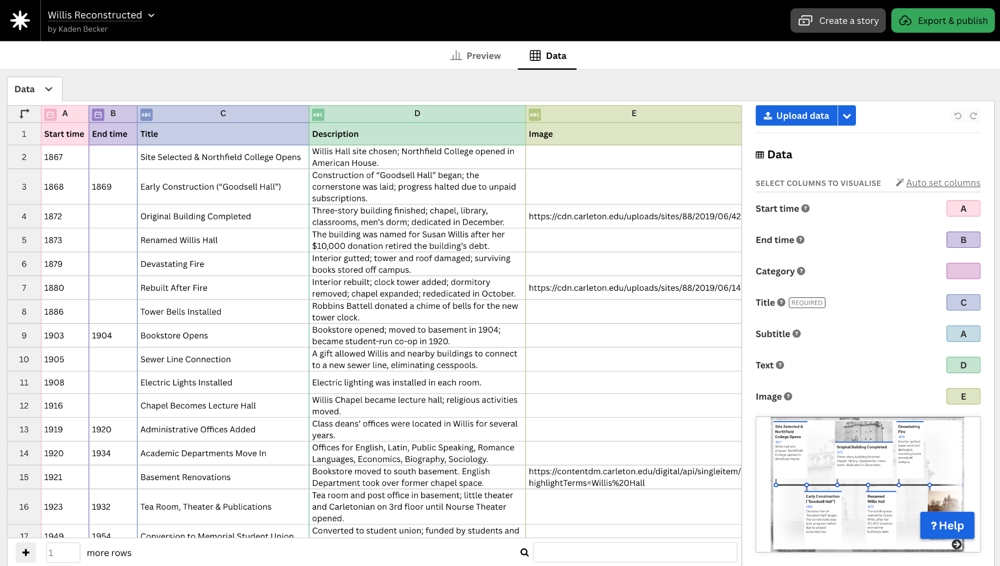 Willis Reconstructed
by Kaden Becker
Create a story
Export & publish
Preview
Data
Data
A
B
ABC
C
ABC
D
ABC
E
1
Start time
End time
Title
Description
Image
2
1867
Site Selected & Northfield College Opens
Willis Hall site chosen; Northfield College opened in
American House.
3
1868
1869
Early Construction (“Goodsell Hall”)
Construction of “Goodsell Hall” began; the
cornerstone was laid; progress halted due to unpaid
subscriptions.
4
1872
Original Building Completed
Three-story building finished; chapel, library,
classrooms, men’s dorm; dedicated in December.
https://cdn.carleton.edu/uploads/sites/88/2019/06/42
5
1873
Renamed Willis Hall
The building was named for Susan Willis after her
$10,000 donation retired the building’s debt.
6
1879
Devastating Fire
Interior gutted; tower and roof damaged; surviving
books stored off campus.
7
1880
Rebuilt After Fire
Interior rebuilt; clock tower added; dormitory
removed; chapel expanded; rededicated in October.
https://cdn.carleton.edu/uploads/sites/88/2019/06/14
8
1886
Tower Bells Installed
Robbins Battell donated a chime of bells for the new
tower clock.
9
1903
1904
Bookstore Opens
Bookstore opened; moved to basement in 1904;
became student-run co-op in 1920.
10
1905
Sewer Line Connection
A gift allowed Willis and nearby buildings to connect
to a new sewer line, eliminating cesspools.
11
1908
Electric Lights Installed
Electric lighting was installed in each room.
12
1916
Chapel Becomes Lecture Hall
Willis Chapel became lecture hall; religious activities
moved.
13
1919
1920
Administrative Offices Added
Class deans’ offices were located in Willis for several
years.
14
1920
1934
Academic Departments Move In
Offices for English, Latin, Public Speaking, Romance
Languages, Economics, Biography, Sociology.
15
1921
Basement Renovations
Bookstore moved to south basement. English
Department took over former chapel space.
https://contentdm.carleton.edu/digital/api/singleitem/
highlightTerms=Willis%20Hall
16
1923
1932
Tea Room, Theater & Publications
Tea room and post office in basement; little theater
and Carletonian on 3rd floor until Nourse Theater
opened.
17
1949
1954
Conversion to Memorial Student Union
Converted to student union; funded by students and
1
more rows
Upload data
Data
SELECT COLUMNS TO VISUALISE
Auto set columns
Start time ?
A
End time ?
B
Category ?
Title ? REQUIRED
C
Subtitle ?
A
Text ?
D
Image ?
E
Site Selected &
Northfield
College Opens
1867
Willis Hall site
chosen; Northfield
College opened in
American House.
Original Building Completed
1872
Three-story building finished;
chapel, library, classrooms, men's
dorm; dedicated in December.
Devastating
Fire
1879
Interior gutted;
tower and roof
damaged;
surviving books
stored off
campus.
Early Construction
("Goodsell Hall")
1868
Construction of
"Goodsell Hall" began;
the cornerstone was
laid; progress halted
due to unpaid
subscriptions.
Renamed
Willis Hall
1873
The building was
named for Susan
Willis after her
$10,000 donation
retired the
building's debt.
? Help